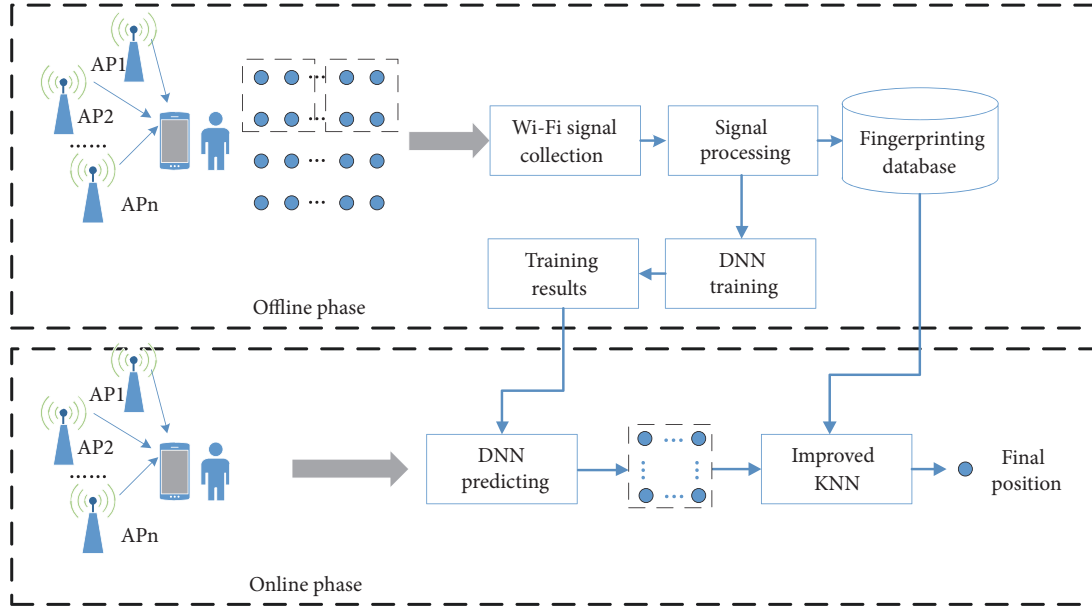 AP1
AP2
......
APn
Wi-Fi signal
collection
Signal
processing
Fingerprinting
database
Training
results
DNN
training
Offline phase
AP1
AP2
......
APn
DNN
predicting
Improved
KNN
Final
position
Online phase